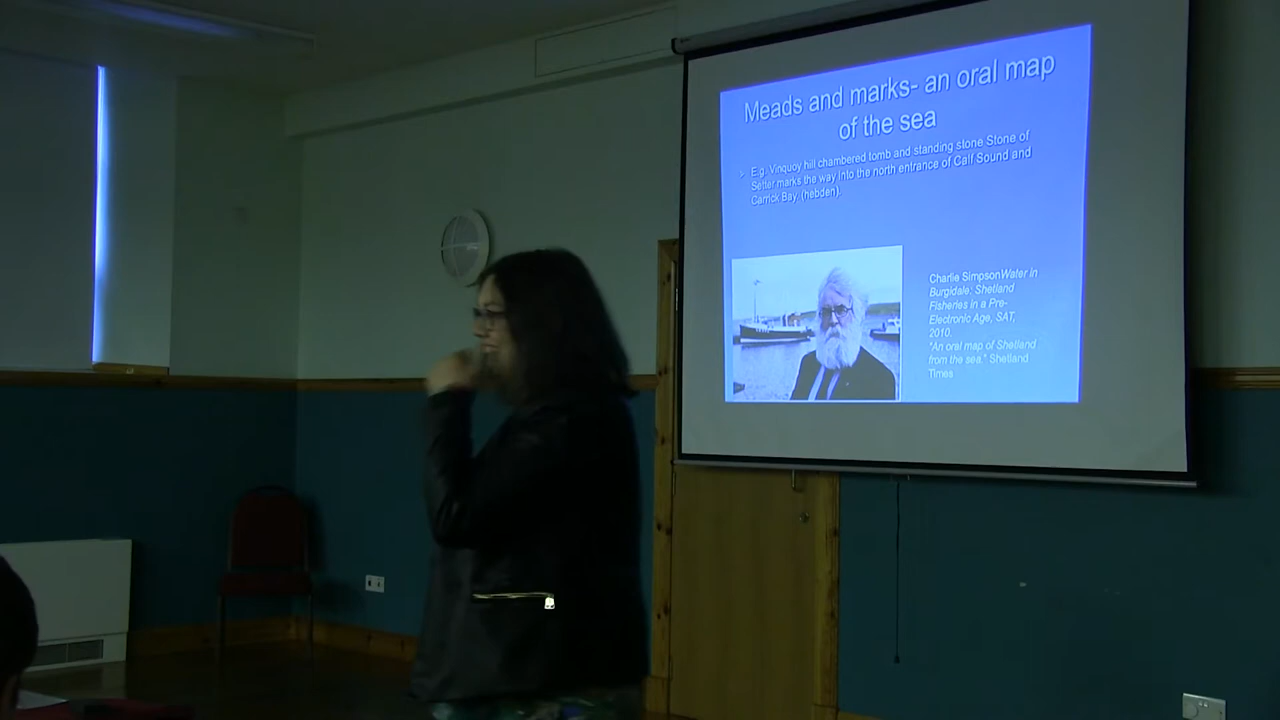 Meads and marks- an oral map
of the sea
E.g. Vinquoy hill chambered tomb and standing stone Stone of
Setter marks the way into the north entrance of Calf Sound and
Carrick Bay. (hebden).
Charlie SimpsonWater in
Burgidale: Shetland
Fisheries in a Pre-
Electronic Age, SAT,
2010.
"An oral map of Shetland
from the sea." Shetland
Times